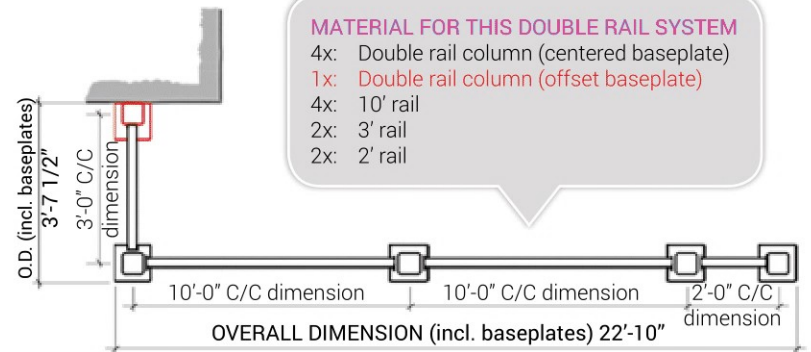 MATERIAL FOR THIS DOUBLE RAIL SYSTEM
4x: Double rail column (centered baseplate)
1x: Double rail column (offset baseplate)
4x: 10' rail
2x: 3' rail
2x: 2' rail
O.D. (incl. baseplates)
3'-7 1/2"
3'-0" C/C
dimension
10'-0" C/C dimension
10'-0" C/C dimension
2'-0" C/C
dimension
OVERALL DIMENSION (incl. baseplates) 22'-10"